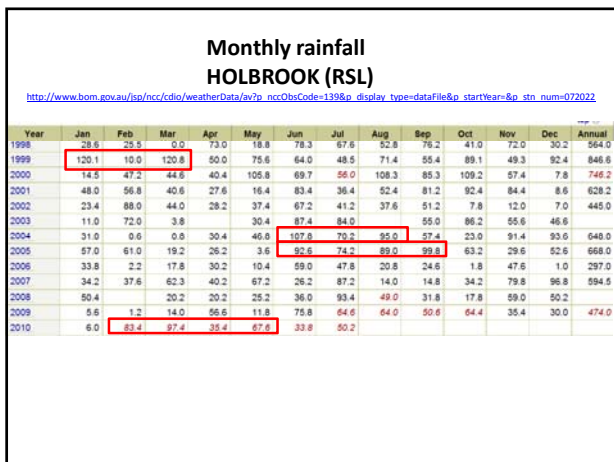 Monthly rainfall
HOLBROOK (RSL)
http://www.bom.gov.au/jsp/ncc/cdio/weatherData/av?p_nccObsCode=139&p_display_type=dataFile&p_startYear=&p_stn_num=072022
Year Jan Feb Mar Apr May Jun Jul Aug Sep Oct Nov Dec Annual
1998 28.6 25.5 0.0 73.0 18.8 78.3 67.6 52.8 76.2 41.0 72.0 30.2 564.0
1999 120.1 10.0 120.8 50.0 75.6 64.0 48.5 71.4 55.4 89.1 49.3 92.4 846.6
2000 14.5 47.2 44.6 40.4 105.8 69.7 56.0 108.3 85.3 109.2 57.4 7.8 746.2
2001 48.0 56.8 40.6 27.6 16.4 83.4 36.4 52.4 81.2 92.4 84.4 8.6 628.2
2002 23.4 88.0 44.0 28.2 37.4 67.2 41.2 37.6 51.2 7.8 12.0 7.0 445.0
2003 11.0 72.0 3.8 30.4 87.4 84.0 55.0 86.2 55.6 46.6
2004 31.0 0.6 0.8 30.4 46.8 107.8 70.2 95.0 57.4 23.0 91.4 93.6 648.0
2005 57.0 61.0 19.2 26.2 3.6 92.6 74.2 89.0 99.8 63.2 29.6 52.6 668.0
2006 33.8 2.2 17.8 30.2 10.4 59.0 47.8 20.8 24.6 1.8 47.6 1.0 297.0
2007 34.2 37.6 62.3 40.2 67.2 26.2 87.2 14.0 14.8 34.2 79.8 96.8 594.5
2008 50.4 20.2 20.2 25.2 36.0 93.4 49.0 31.8 17.8 59.0 50.2
2009 5.6 1.2 14.0 56.6 11.8 75.8 64.6 64.0 50.6 64.4 35.4 30.0 474.0
2010 6.0 83.4 97.4 35.4 67.6 33.8 50.2